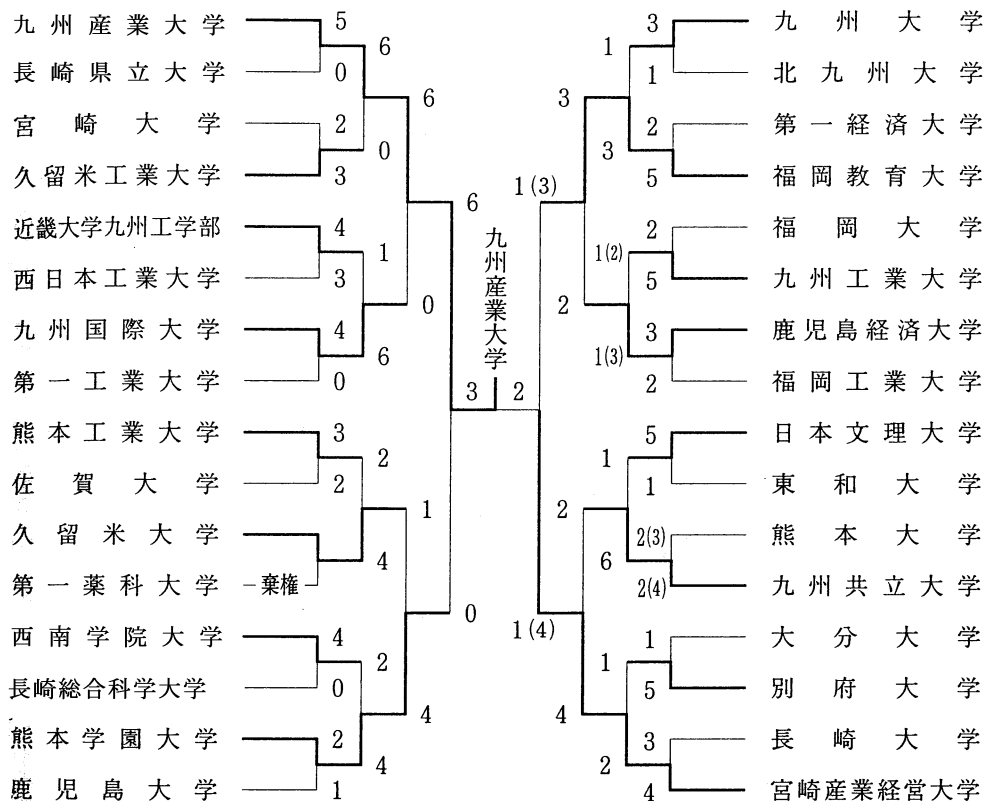 九州産業大学 5
6
長崎県立大学 0
6
宮崎大学 2
0
久留米工業大学 3
6
近畿大学九州工学部 4
1
西日本工業大学 3
0
九州国際大学 4
6
第一工業大学 0
3
熊本工業大学 3
2
佐賀大学 2
1
久留米大学
4
第一薬科大学 棄権
0
西南学院大学 4
2
長崎総合科学大学 0
4
熊本学園大学 2
4
鹿児島大学 1
九州産業大学
3 九州大学
1
1 北九州大学
3
2 第一経済大学
3
5 福岡教育大学
1(3)
2 福岡大学
1(2)
5 九州工業大学
2
3 鹿児島経済大学
1(3)
2 福岡工業大学
2
5 日本文理大学
1
1 東和大学
2
2(3) 熊本大学
6
2(4) 九州共立大学
1(4)
1 大分大学
1
5 別府大学
4
3 長崎大学
2
4 宮崎産業経営大学